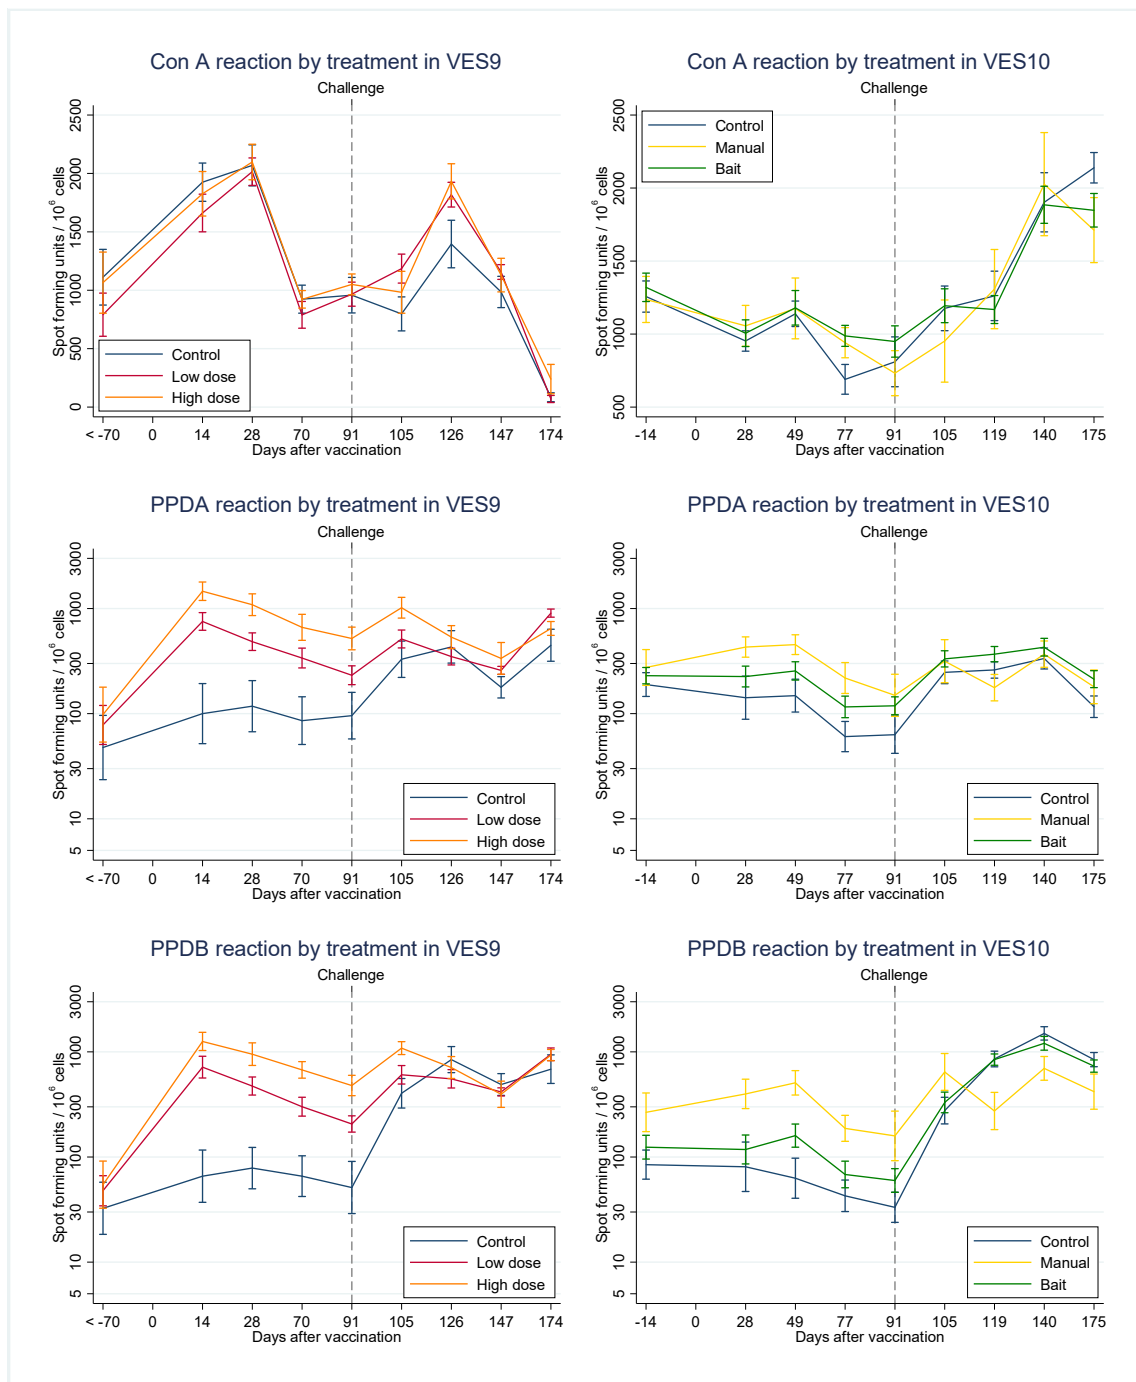 Con A reaction by treatment in VES9
Challenge
Spot forming units / 10⁶ cells
2500
2000
1500
1000
500
0
Control
Low dose
High dose
< -70 0 14 28 70 91 105 126 147 174
Days after vaccination
Con A reaction by treatment in VES10
Challenge
Spot forming units / 10⁶ cells
2500
2000
1500
1000
500
Control
Manual
Bait
-14 0 28 49 77 91 105 119 140 175
Days after vaccination
PPDA reaction by treatment in VES9
Challenge
Spot forming units / 10⁶ cells
3000
1000
300
100
30
10
5
Control
Low dose
High dose
< -70 0 14 28 70 91 105 126 147 174
Days after vaccination
PPDA reaction by treatment in VES10
Challenge
Spot forming units / 10⁶ cells
3000
1000
300
100
30
10
5
Control
Manual
Bait
-14 0 28 49 77 91 105 119 140 175
Days after vaccination
PPDB reaction by treatment in VES9
Challenge
Spot forming units / 10⁶ cells
3000
1000
300
100
30
10
5
Control
Low dose
High dose
< -70 0 14 28 70 91 105 126 147 174
Days after vaccination
PPDB reaction by treatment in VES10
Challenge
Spot forming units / 10⁶ cells
3000
1000
300
100
30
10
5
Control
Manual
Bait
-14 0 28 49 77 91 105 119 140 175
Days after vaccination